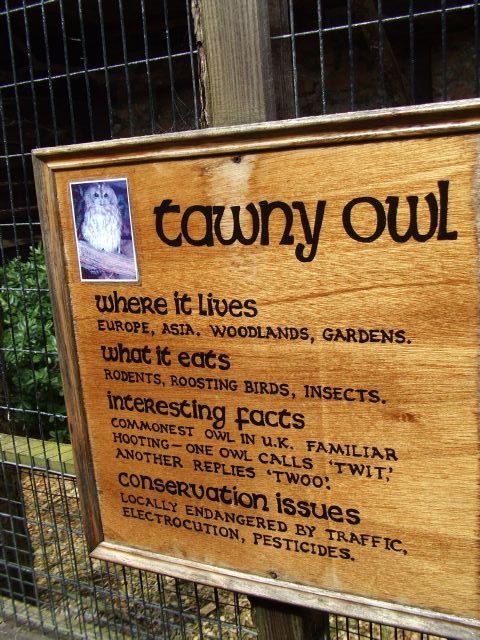 tawny owl
where it lives
EUROPE, ASIA. WOODLANDS, GARDENS.
what it eats
RODENTS, ROOSTING BIRDS, INSECTS.
interesting facts
COMMONEST OWL IN U.K. FAMILIAR
HOOTING—ONE OWL CALLS 'TWIT,'
ANOTHER REPLIES 'TWOO'.
conservation issues
LOCALLY ENDANGERED BY TRAFFIC,
ELECTROCUTION, PESTICIDES.